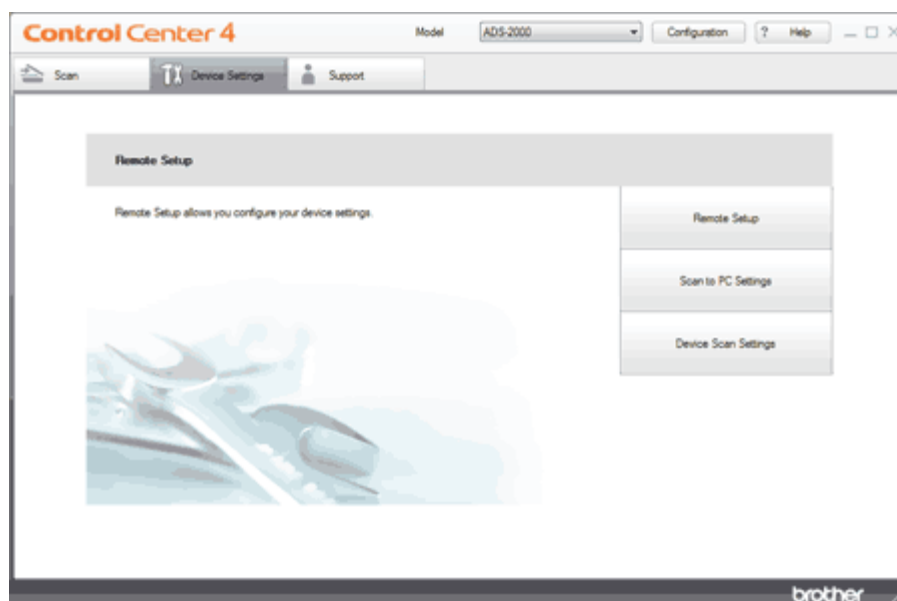 Control Center 4
Model ADS-2000 Configuration ? Help
Scan Device Settings Support
Remote Setup
Remote Setup allows you configure your device settings.
Remote Setup
Scan to PC Settings
Device Scan Settings
brother